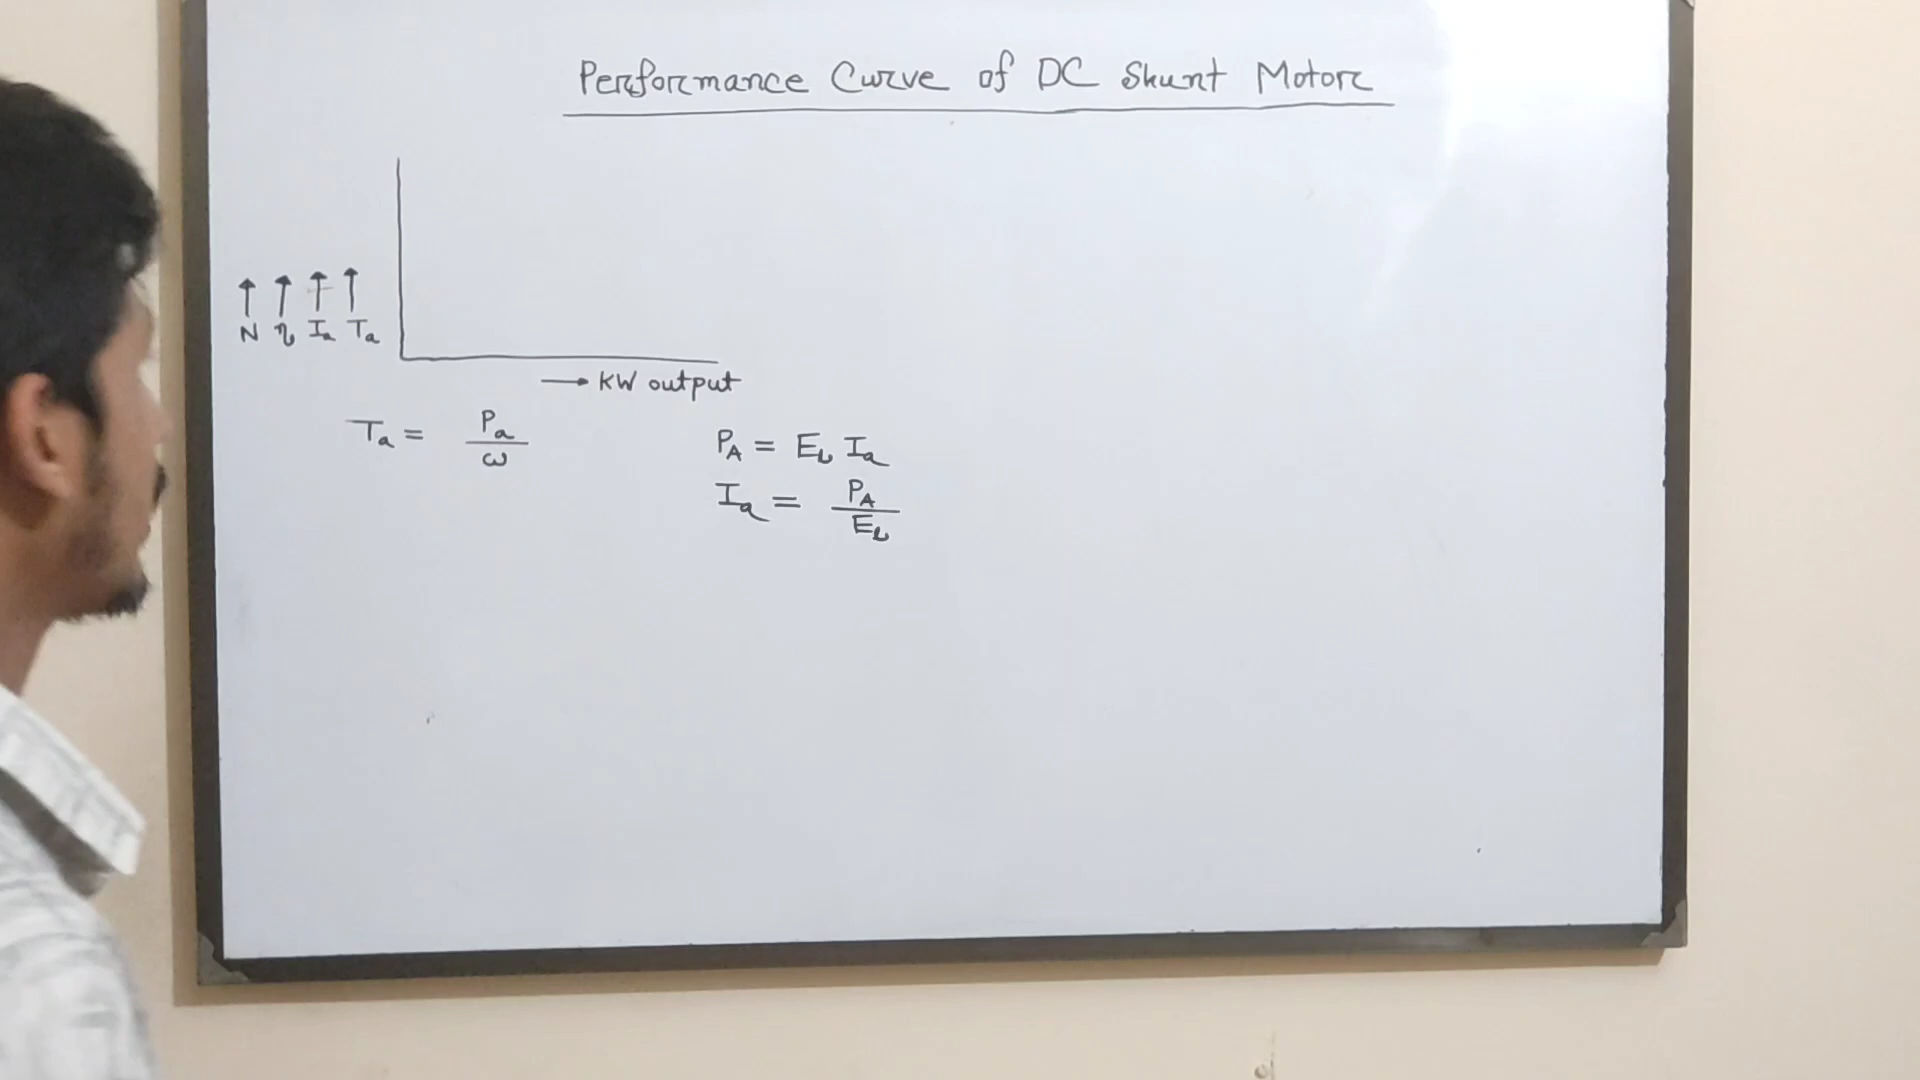 Performance Curve of DC Shunt Motor
↑ ↑ ↑ ↑
N η Ia Ta
→ KW output
Ta = Pa / ω
PA = Eb Ia
Ia = PA / Eb